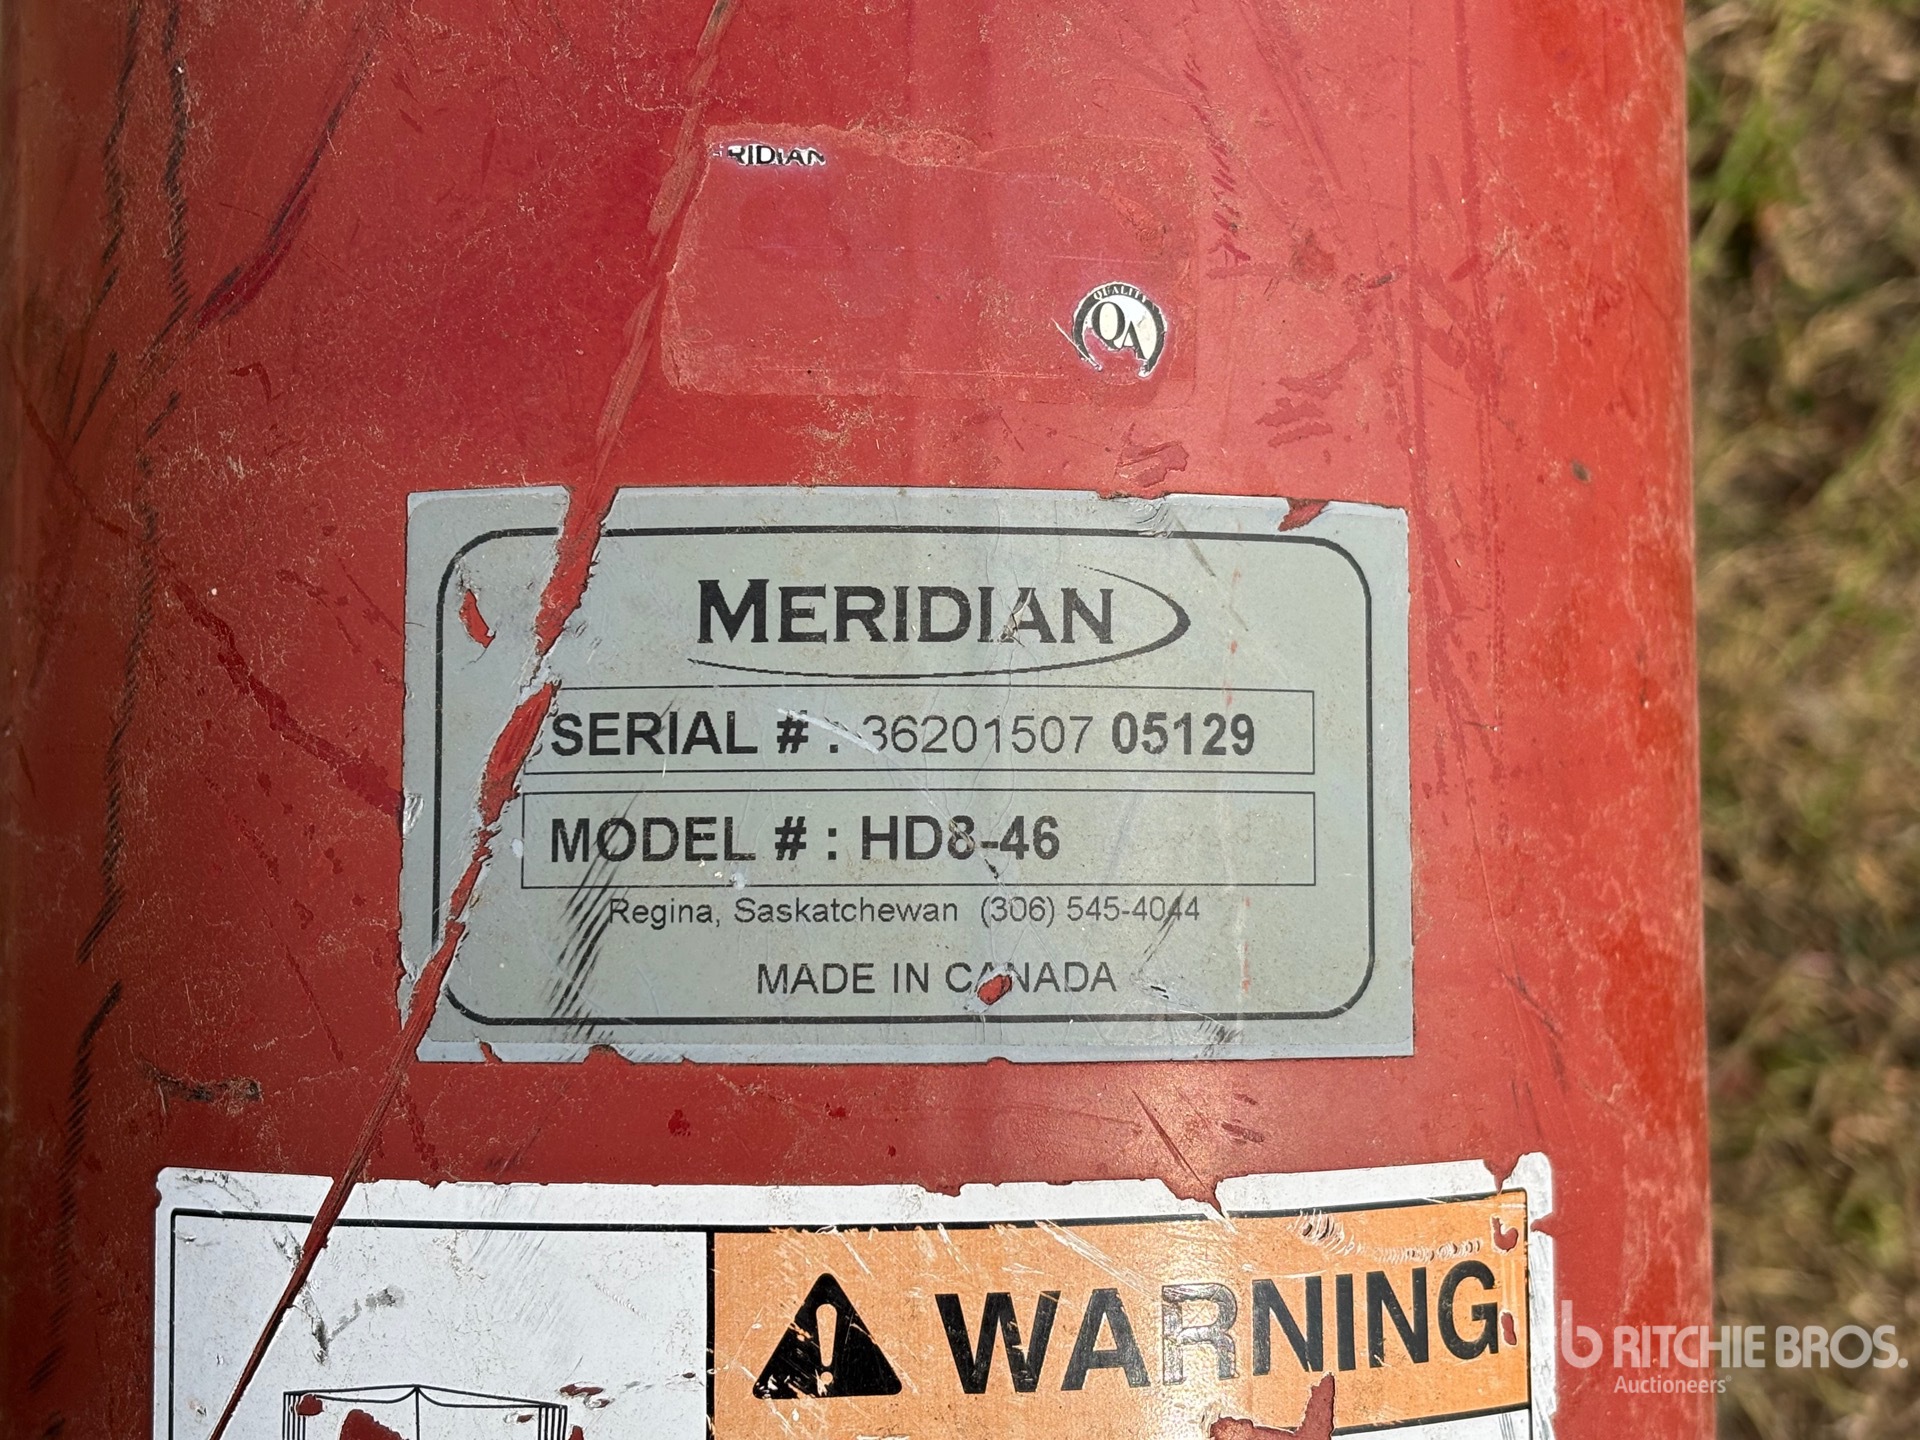 RIDIAN
QUALITY
QA
MERIDIAN
SERIAL # : 36201507 05129
MODEL # : HD8-46
Regina, Saskatchewan (306) 545-4044
MADE IN CANADA
WARNING
RITCHIE BROS.
Auctioneers